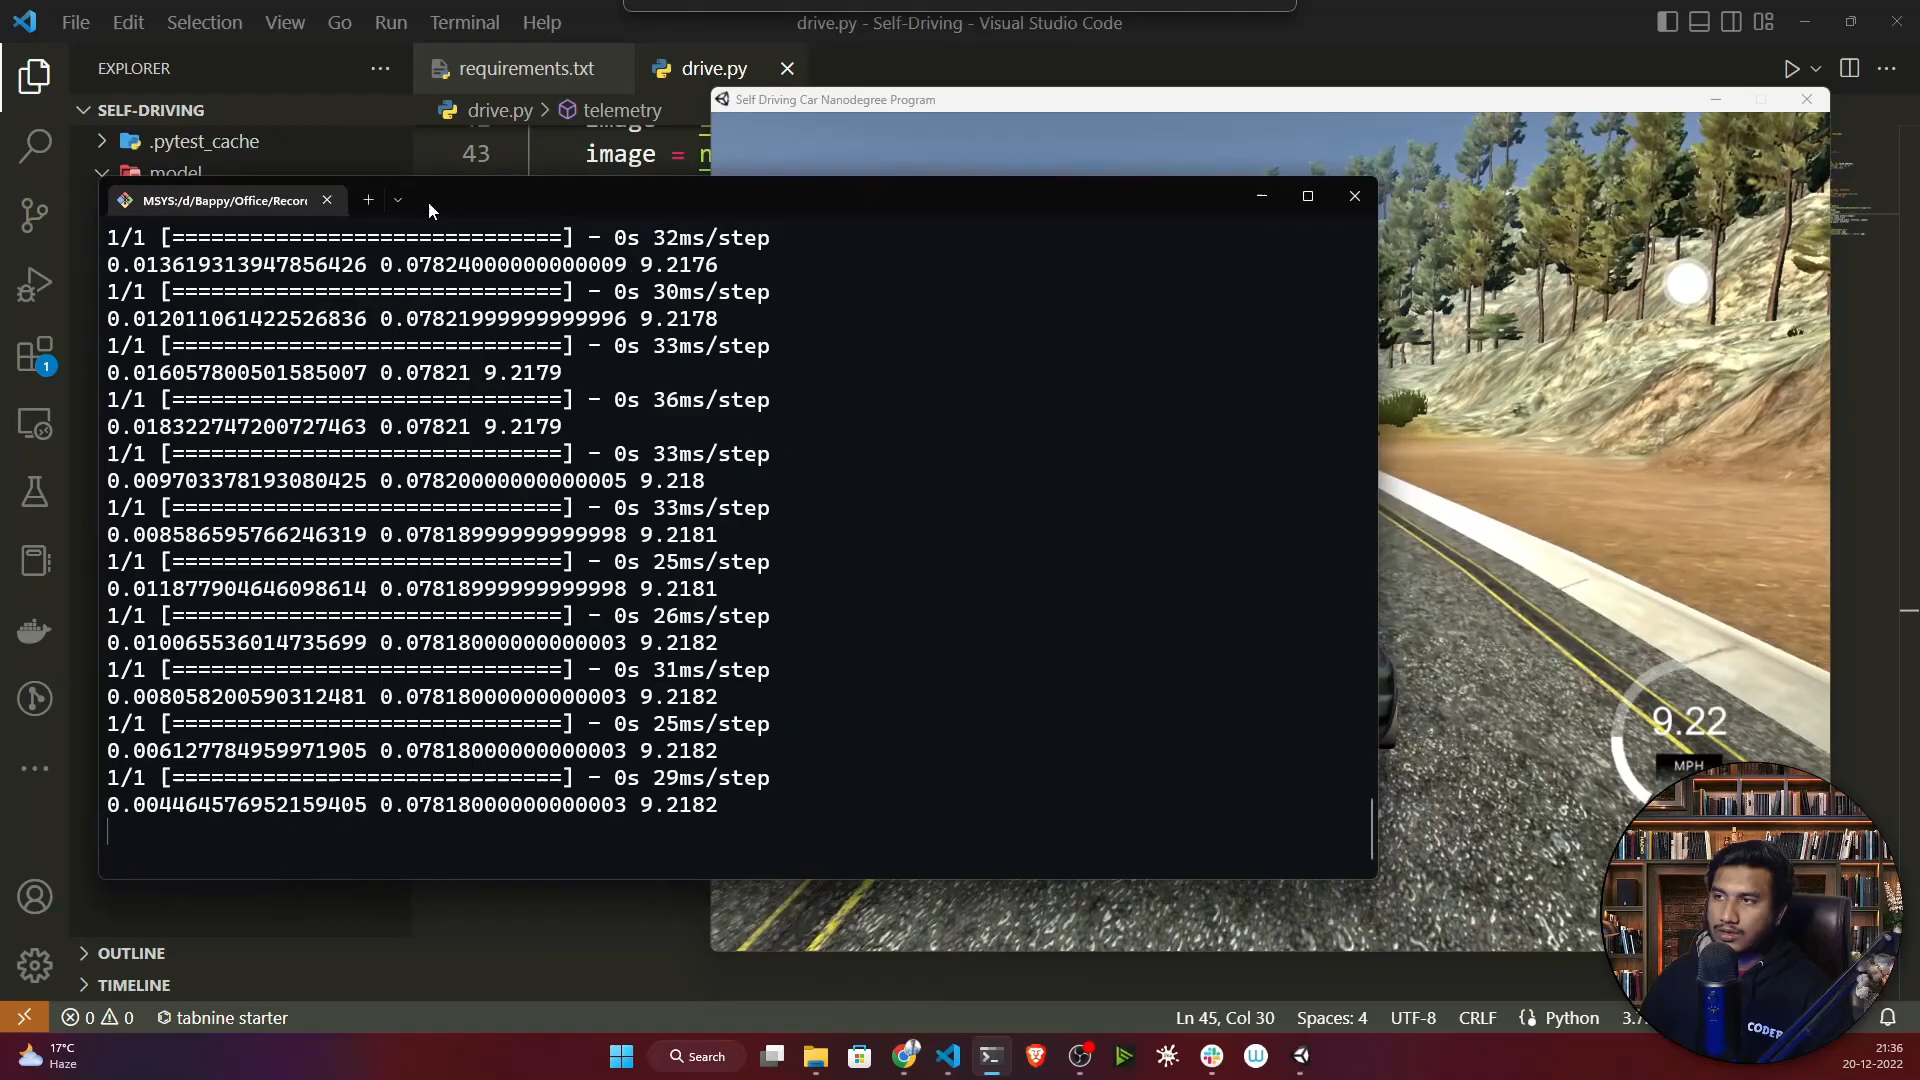 File Edit Selection View Go Run Terminal Help
drive.py - Self-Driving - Visual Studio Code
EXPLORER
requirements.txt
drive.py
SELF-DRIVING
drive.py > telemetry
Self Driving Car Nanodegree Program
.pytest_cache
43 image = n
model
MSYS:/d/Bappy/Office/Recor
1/1 [==============================] - 0s 32ms/step
0.013619313947856426 0.078240000000000009 9.2176
1/1 [==============================] - 0s 30ms/step
0.012011061422526836 0.078219999999999996 9.2178
1/1 [==============================] - 0s 33ms/step
0.016057800501585007 0.07821 9.2179
1/1 [==============================] - 0s 36ms/step
0.018322747200727463 0.07821 9.2179
1/1 [==============================] - 0s 33ms/step
0.009703378193080425 0.07820000000000005 9.218
1/1 [==============================] - 0s 33ms/step
0.008586595766246319 0.07818999999999998 9.2181
1/1 [==============================] - 0s 25ms/step
0.011877904646098614 0.07818999999999998 9.2181
1/1 [==============================] - 0s 26ms/step
0.010065536014735699 0.07818000000000003 9.2182
1/1 [==============================] - 0s 31ms/step
0.008058200590312481 0.07818000000000003 9.2182
1/1 [==============================] - 0s 25ms/step
0.006127784959971905 0.07818000000000003 9.2182
1/1 [==============================] - 0s 29ms/step
0.004464576952159405 0.07818000000000003 9.2182
9.22
MPH
1
OUTLINE
TIMELINE
0 0 tabnine starter
Ln 45, Col 30 Spaces: 4 UTF-8 CRLF Python
CODE
17°C
Haze
Search
21:36
20-12-2022